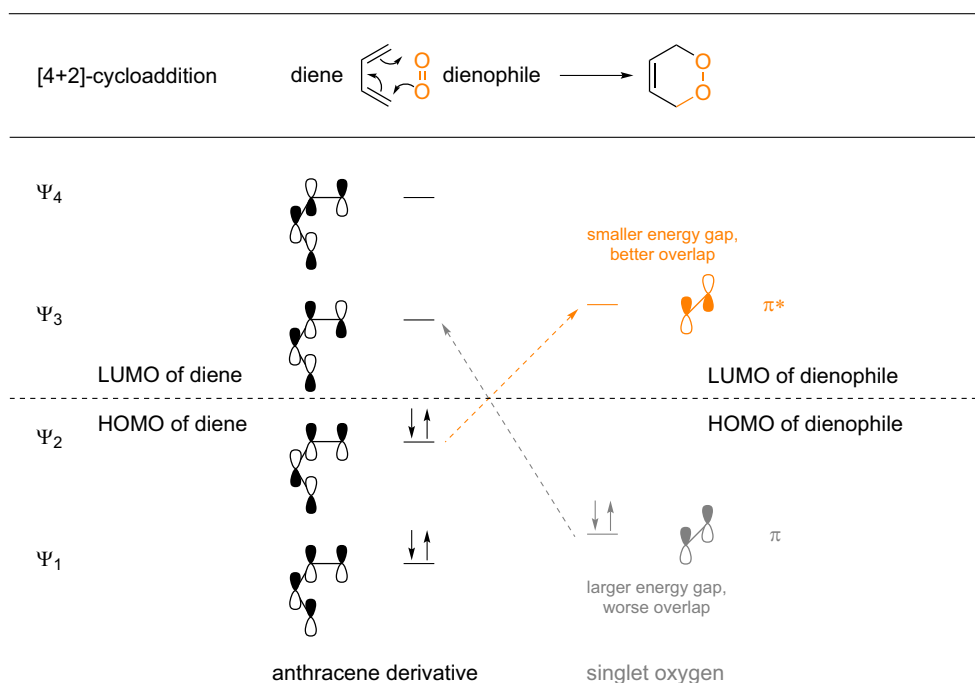 [4+2]-cycloaddition
diene
O
O
dienophile
O
O
Ψ4
smaller energy gap,
better overlap
Ψ3
π*
LUMO of diene
LUMO of dienophile
HOMO of diene
HOMO of dienophile
Ψ2
π
Ψ1
larger energy gap,
worse overlap
anthracene derivative
singlet oxygen